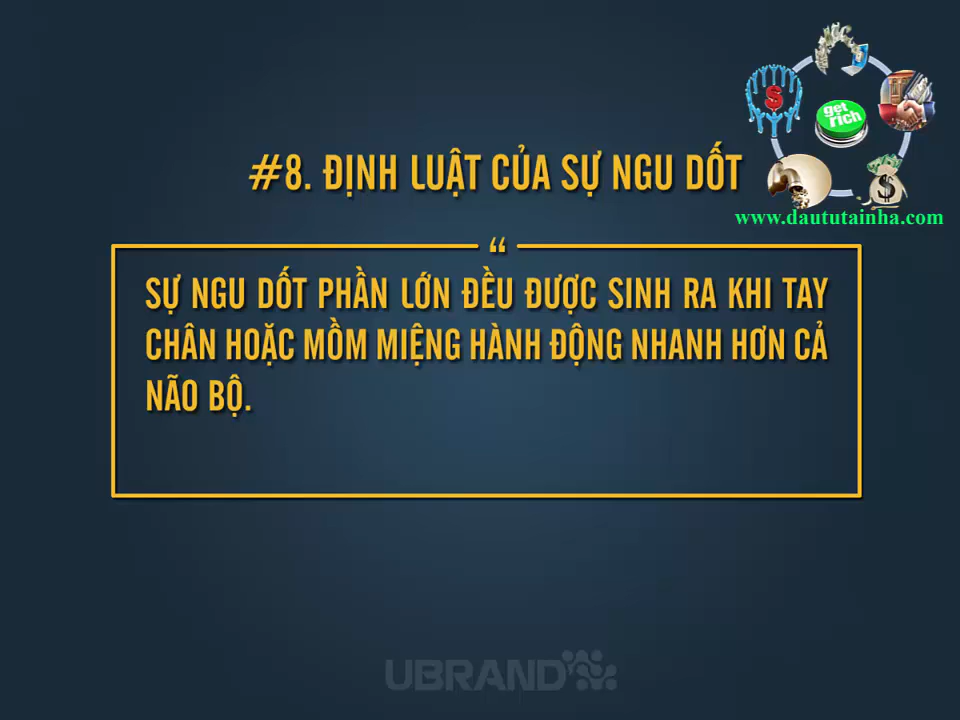 get
rich
$
$
#8. ĐỊNH LUẬT CỦA SỰ NGU DỐT
www.daututainha.com
“
SỰ NGU DỐT PHẦN LỚN ĐỀU ĐƯỢC SINH RA KHI TAY
CHÂN HOẶC MỒM MIỆNG HÀNH ĐỘNG NHANH HƠN CẢ
NÃO BỘ.
UBRAND